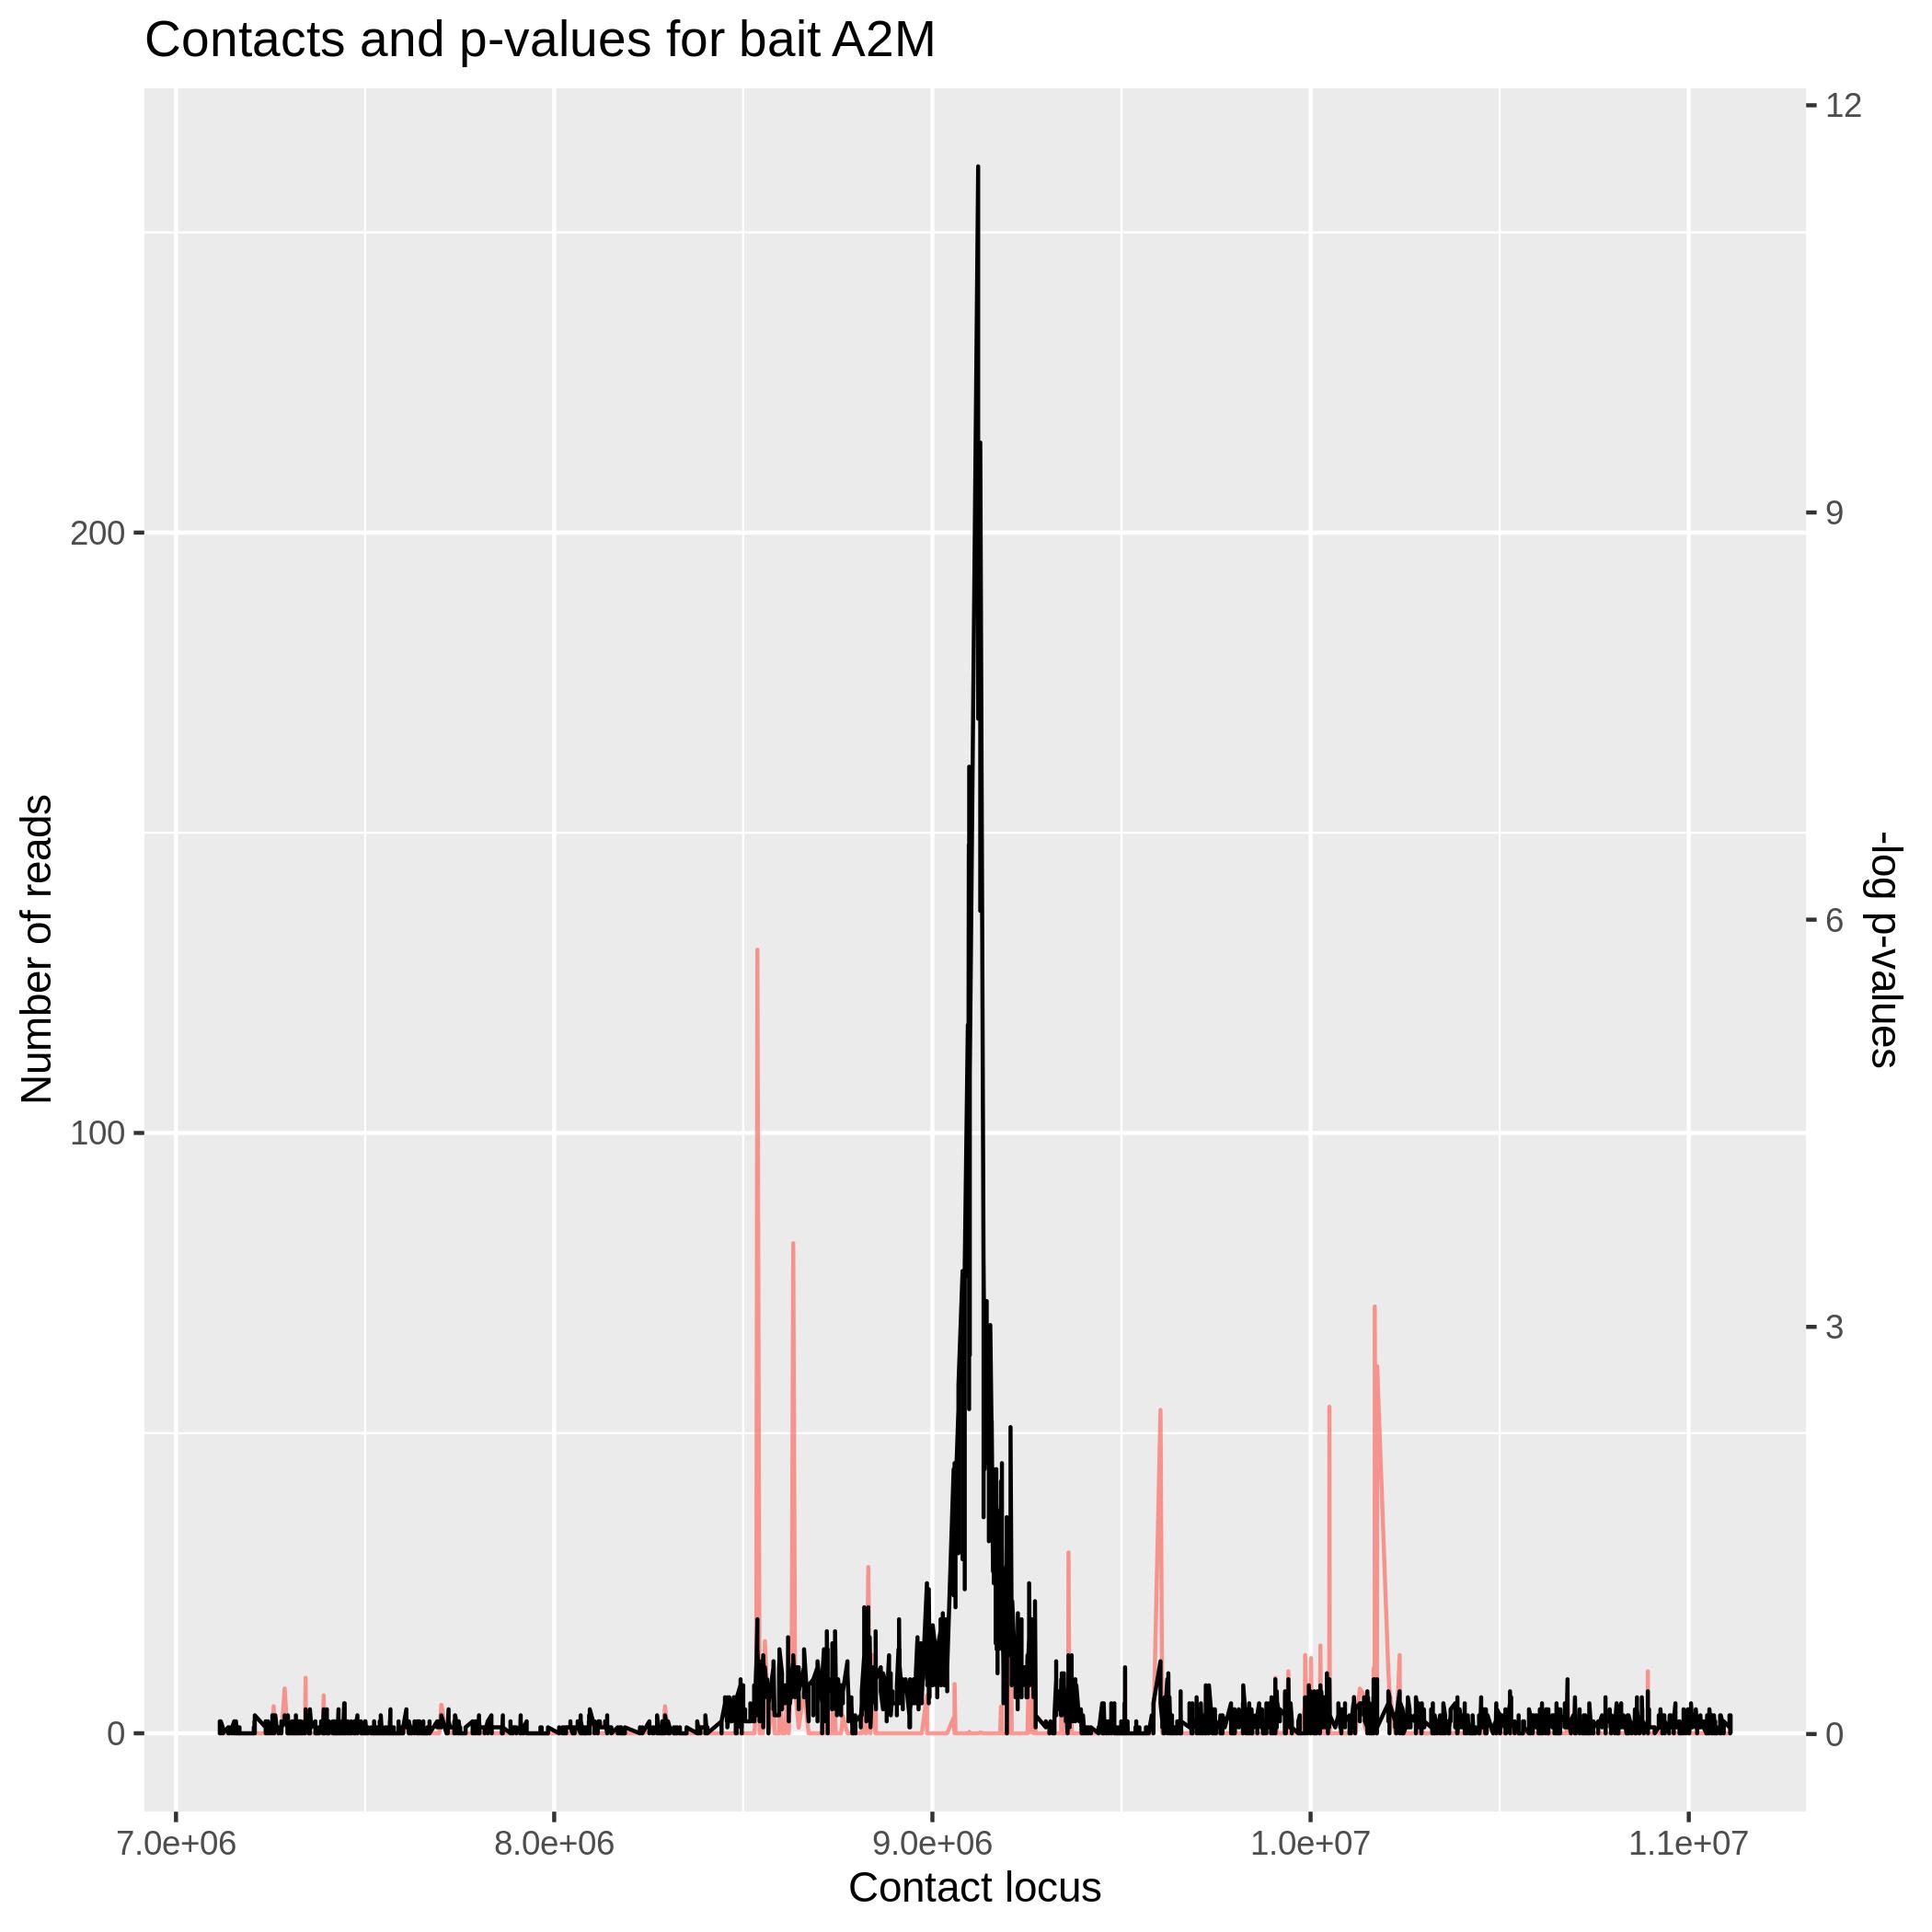 Contacts and p-values for bait A2M
Number of reads
200
100
0
12
9
6
3
0
-log p-values
7.0e+06
8.0e+06
9.0e+06
1.0e+07
1.1e+07
Contact locus